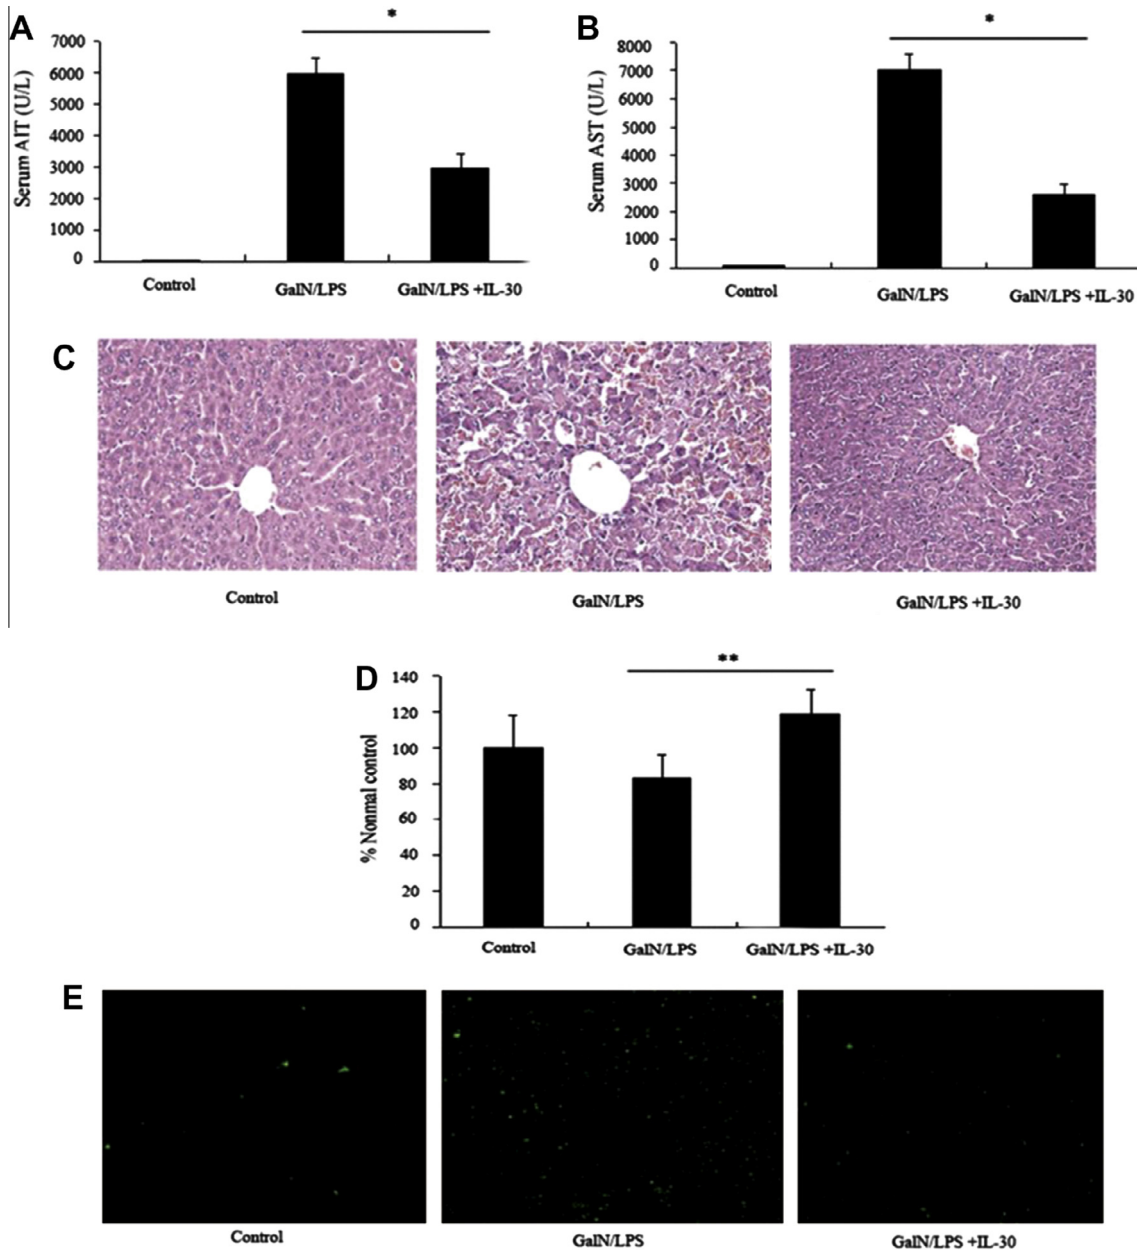 A
*
7000
6000
5000
4000
3000
2000
1000
0
Serum AIT (U/L)
Control
GalN/LPS
GalN/LPS +IL-30
B
*
8000
7000
6000
5000
4000
3000
2000
1000
0
Serum AST (U/L)
Control
GalN/LPS
GalN/LPS +IL-30
C
Control
GalN/LPS
GalN/LPS +IL-30
D
**
140
120
100
80
60
40
20
0
% Nonmal control
Control
GalN/LPS
GalN/LPS +IL-30
E
Control
GalN/LPS
GalN/LPS +IL-30